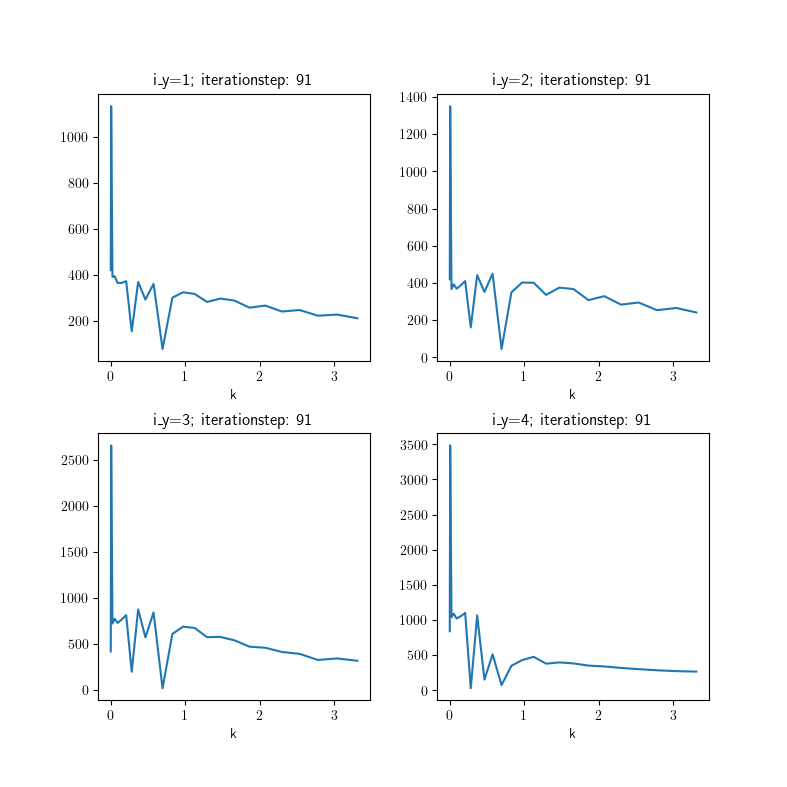 i_y=1; iterationstep: 91
1000
800
600
400
200
0 1 2 3
k
i_y=2; iterationstep: 91
1400
1200
1000
800
600
400
200
0
0 1 2 3
k
i_y=3; iterationstep: 91
2500
2000
1500
1000
500
0
0 1 2 3
k
i_y=4; iterationstep: 91
3500
3000
2500
2000
1500
1000
500
0
0 1 2 3
k